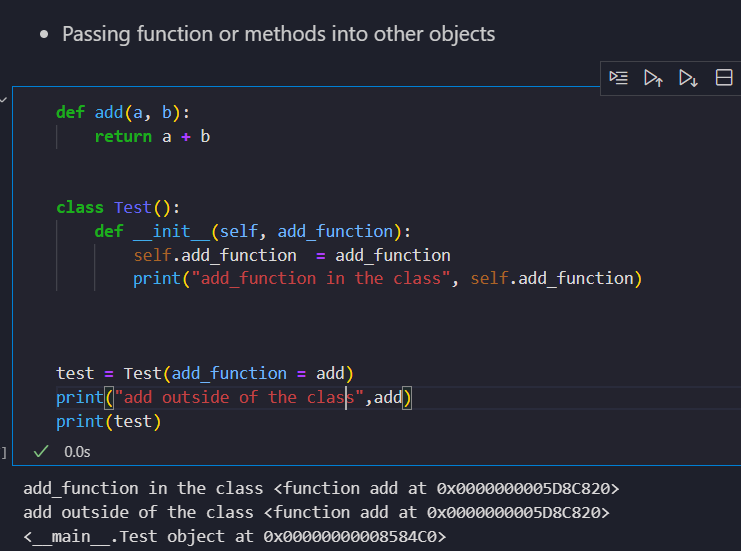 • Passing function or methods into other objects
def add(a, b):
    return a + b
class Test():
    def __init__(self, add_function):
        self.add_function  = add_function
        print("add_function in the class", self.add_function)
test = Test(add_function = add)
print("add outside of the class",add)
print(test)
] ✓ 0.0s
add_function in the class <function add at 0x0000000005D8C820>
add outside of the class <function add at 0x0000000005D8C820>
<__main__.Test object at 0x00000000008584C0>